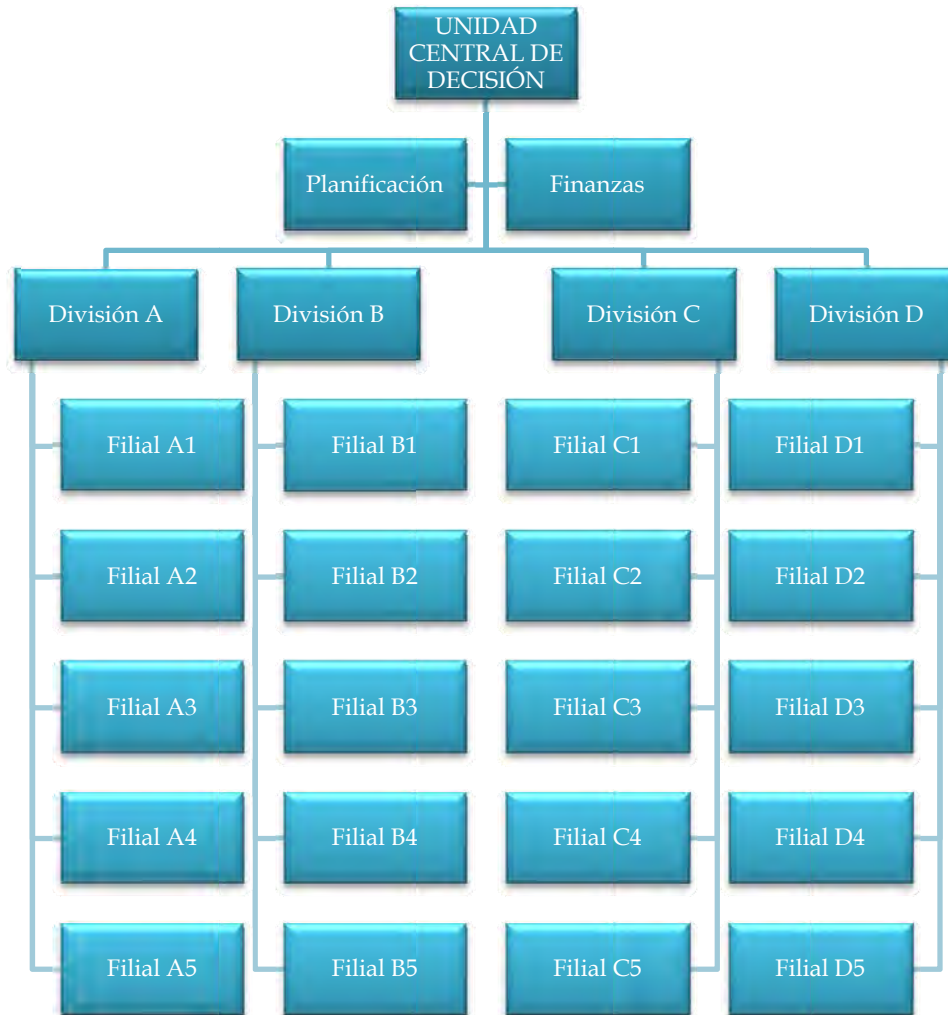 UNIDAD
CENTRAL DE
DECISIÓN
Planificación
Finanzas
División A
División B
División C
División D
Filial A1
Filial B1
Filial C1
Filial D1
Filial A2
Filial B2
Filial C2
Filial D2
Filial A3
Filial B3
Filial C3
Filial D3
Filial A4
Filial B4
Filial C4
Filial D4
Filial A5
Filial B5
Filial C5
Filial D5